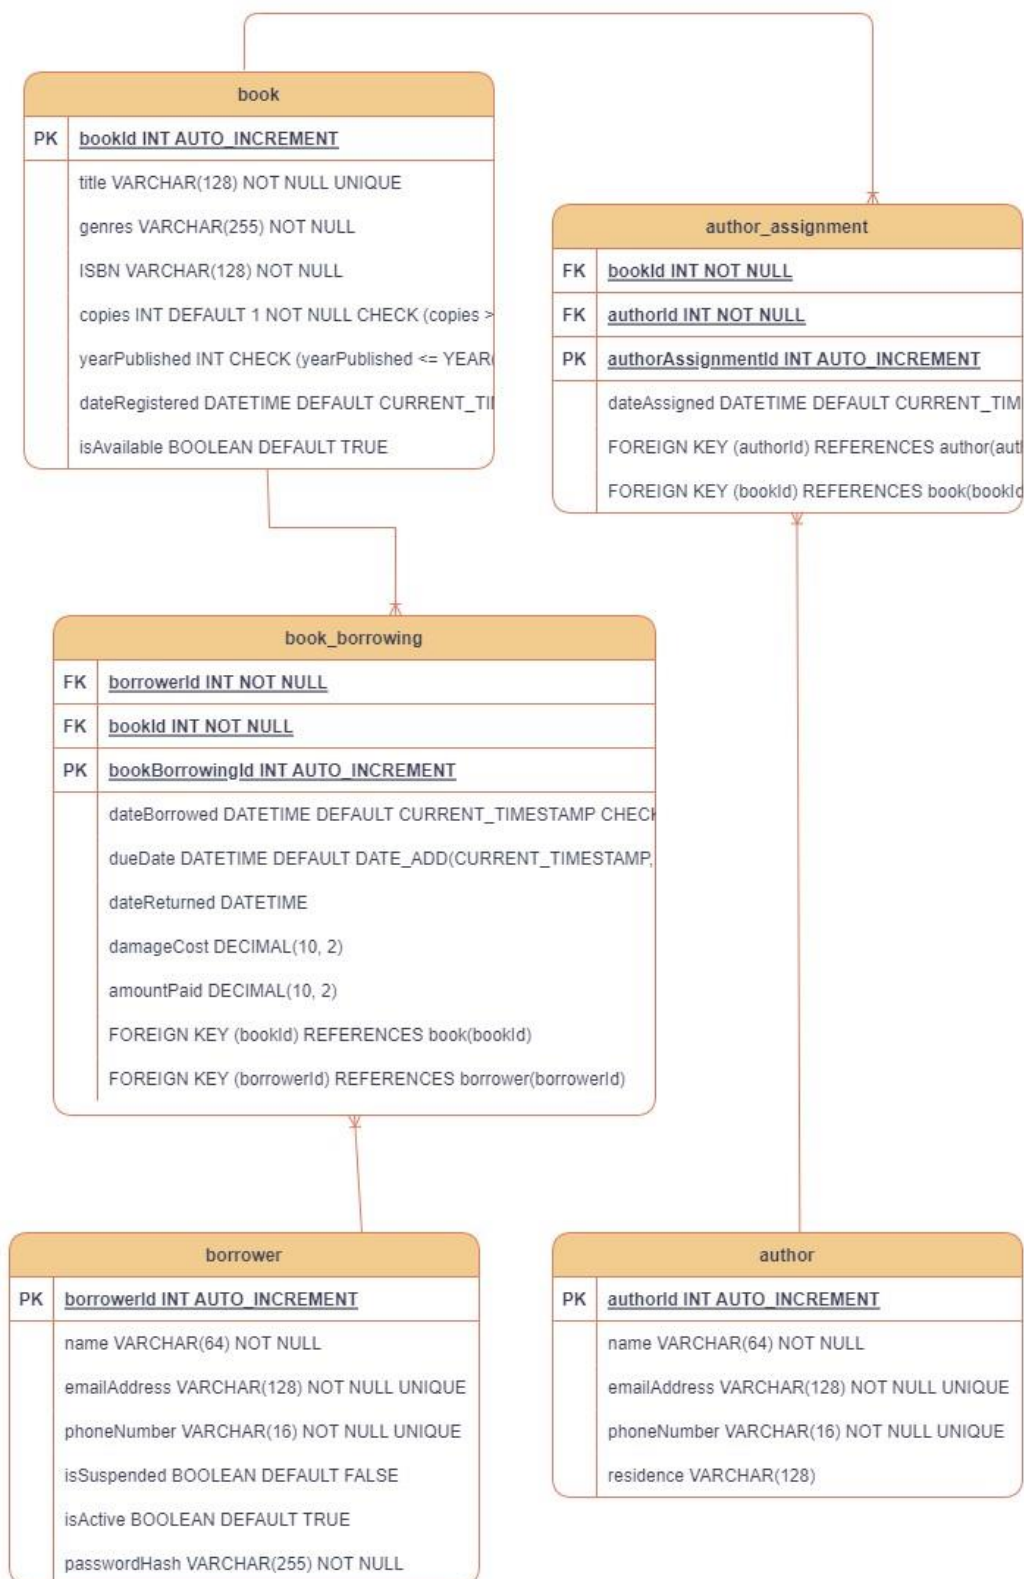 book
PK bookId INT AUTO_INCREMENT
title VARCHAR(128) NOT NULL UNIQUE
genres VARCHAR(255) NOT NULL
ISBN VARCHAR(128) NOT NULL
copies INT DEFAULT 1 NOT NULL CHECK (copies >
yearPublished INT CHECK (yearPublished <= YEAR(
dateRegistered DATETIME DEFAULT CURRENT_TI
isAvailable BOOLEAN DEFAULT TRUE
author_assignment
FK bookId INT NOT NULL
FK authorId INT NOT NULL
PK authorAssignmentId INT AUTO_INCREMENT
dateAssigned DATETIME DEFAULT CURRENT_TIM
FOREIGN KEY (authorId) REFERENCES author(aut
FOREIGN KEY (bookId) REFERENCES book(bookId
book_borrowing
FK borrowerId INT NOT NULL
FK bookId INT NOT NULL
PK bookBorrowingId INT AUTO_INCREMENT
dateBorrowed DATETIME DEFAULT CURRENT_TIMESTAMP CHECK
dueDate DATETIME DEFAULT DATE_ADD(CURRENT_TIMESTAMP,
dateReturned DATETIME
damageCost DECIMAL(10, 2)
amountPaid DECIMAL(10, 2)
FOREIGN KEY (bookId) REFERENCES book(bookId)
FOREIGN KEY (borrowerId) REFERENCES borrower(borrowerId)
borrower
PK borrowerId INT AUTO_INCREMENT
name VARCHAR(64) NOT NULL
emailAddress VARCHAR(128) NOT NULL UNIQUE
phoneNumber VARCHAR(16) NOT NULL UNIQUE
isSuspended BOOLEAN DEFAULT FALSE
isActive BOOLEAN DEFAULT TRUE
passwordHash VARCHAR(255) NOT NULL
author
PK authorId INT AUTO_INCREMENT
name VARCHAR(64) NOT NULL
emailAddress VARCHAR(128) NOT NULL UNIQUE
phoneNumber VARCHAR(16) NOT NULL UNIQUE
residence VARCHAR(128)